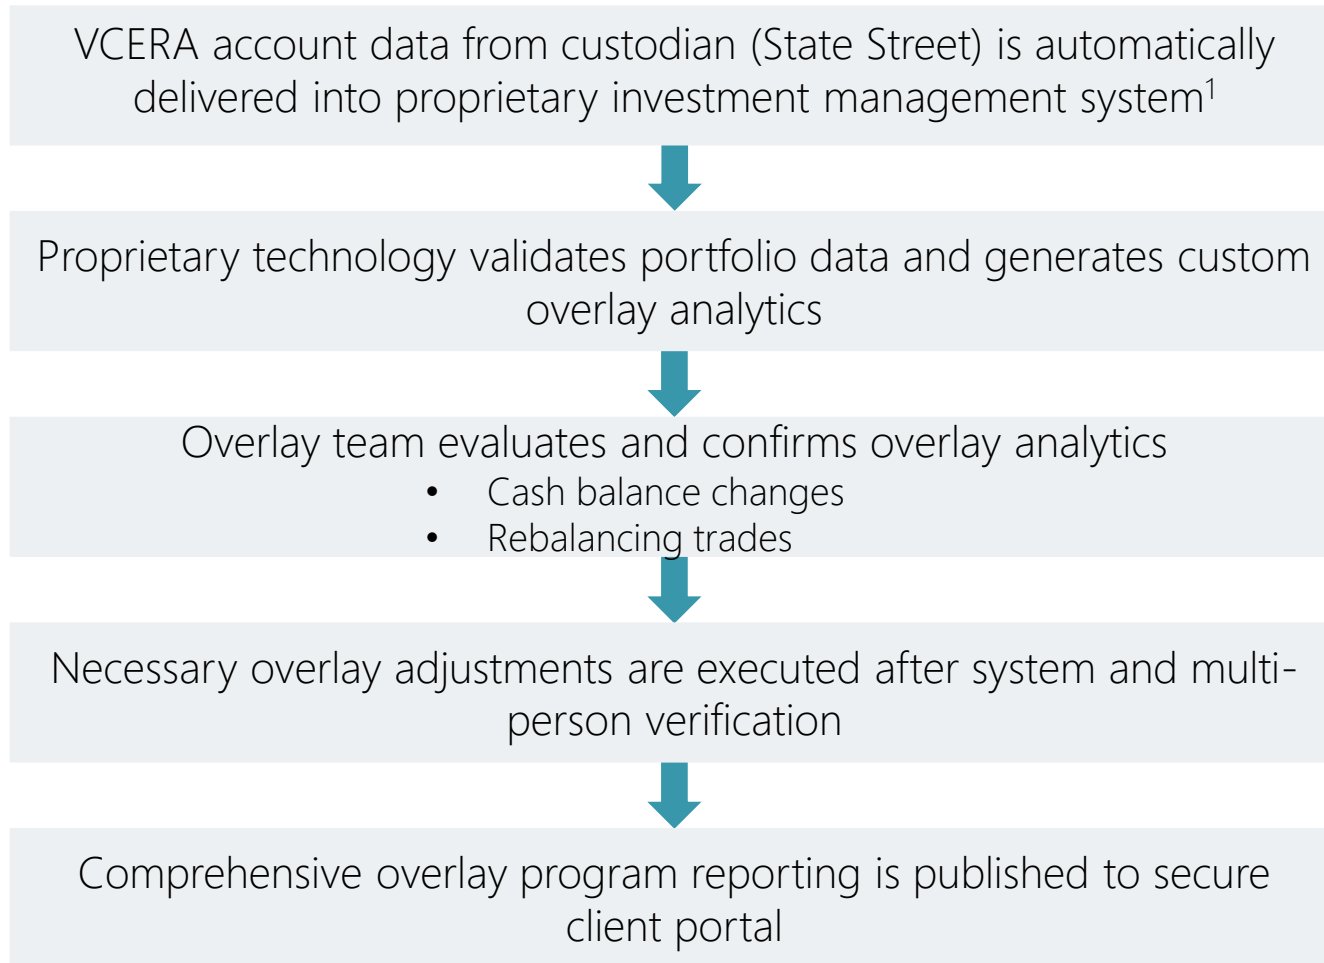 VCERA account data from custodian (State Street) is automatically
delivered into proprietary investment management system¹
Proprietary technology validates portfolio data and generates custom
overlay analytics
Overlay team evaluates and confirms overlay analytics
• Cash balance changes
• Rebalancing trades
Necessary overlay adjustments are executed after system and multi-
person verification
Comprehensive overlay program reporting is published to secure
client portal